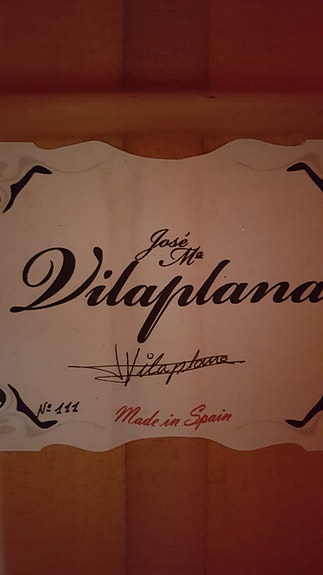 José
Mª
Vilaplana
Vilaplana
Nº 111
Made in Spain